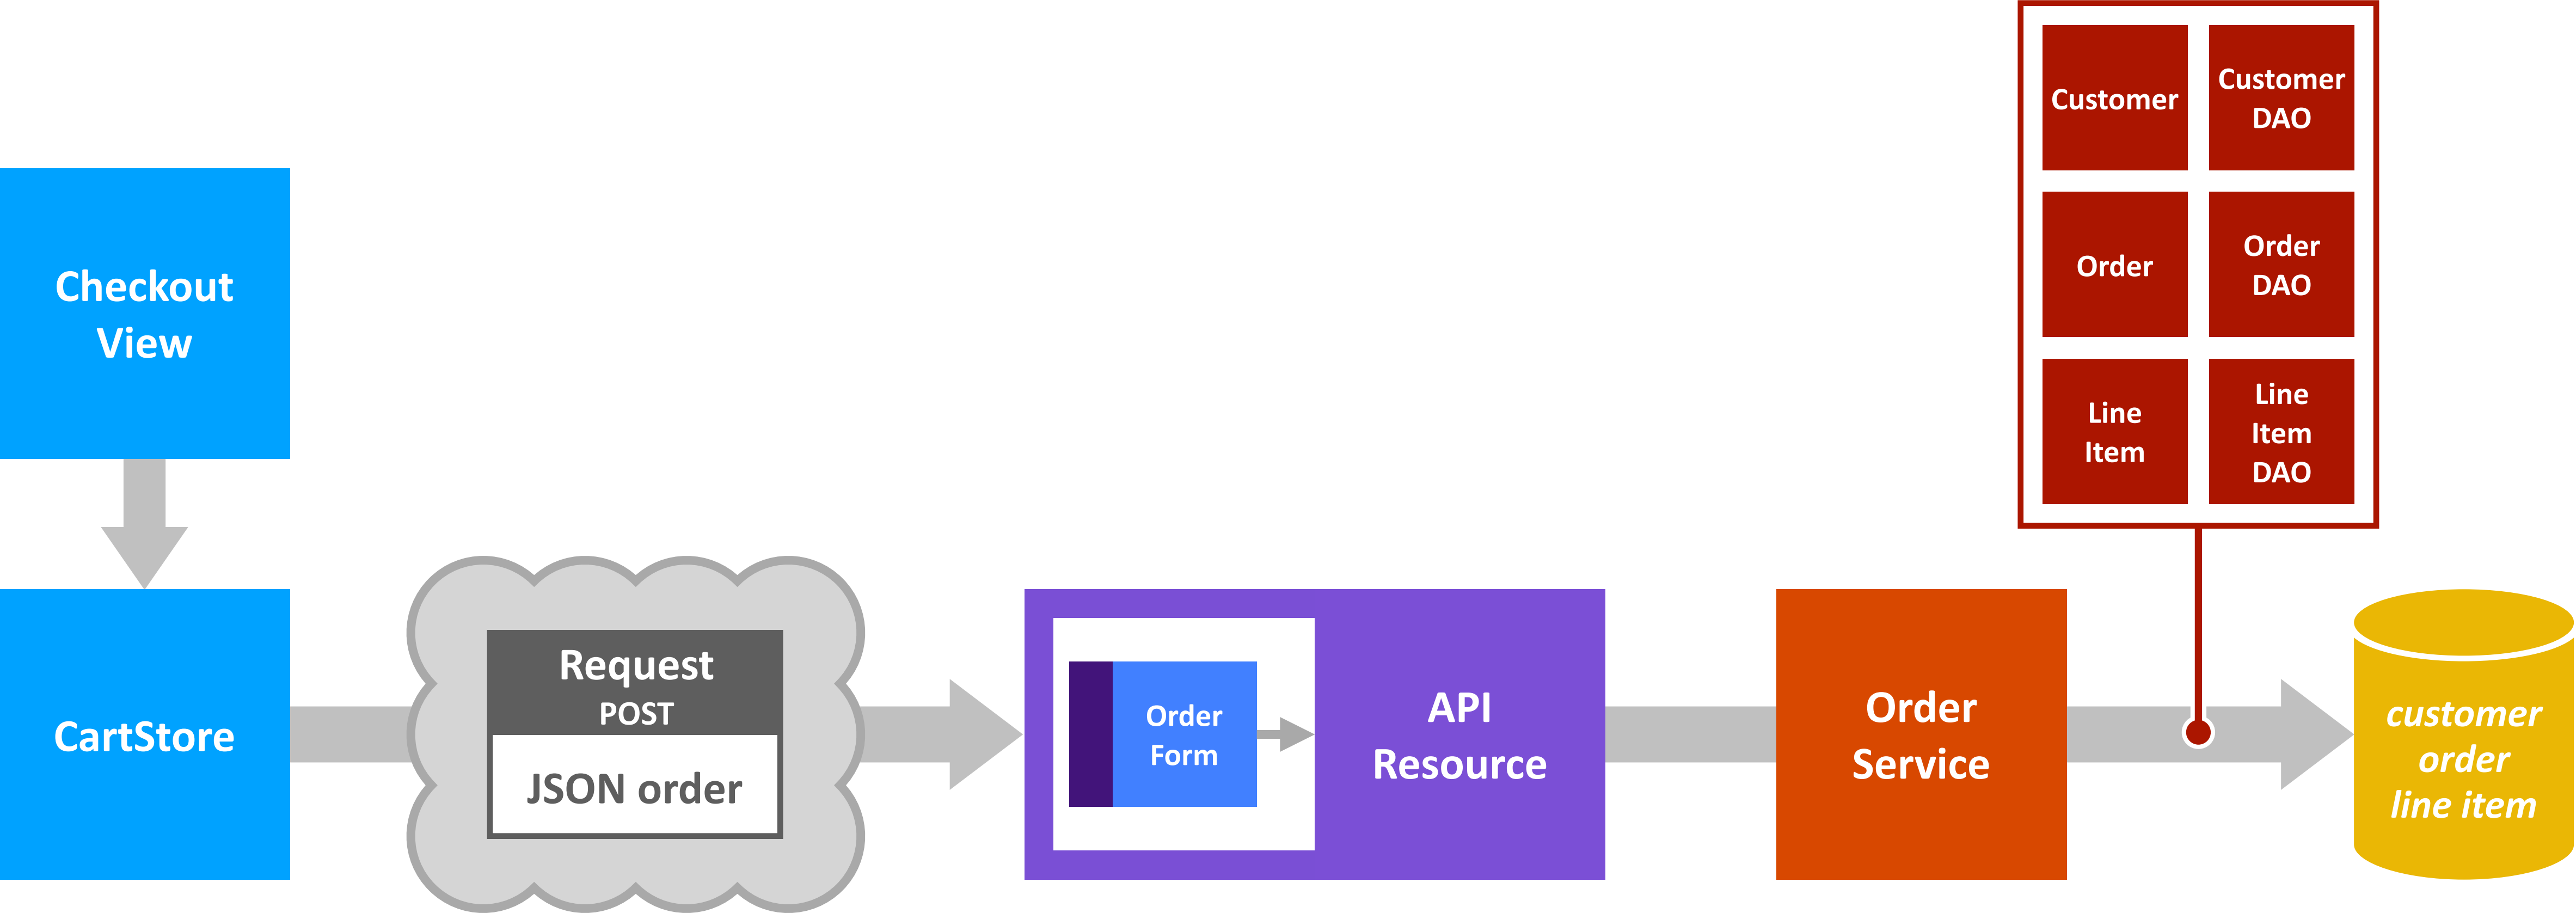 Checkout
View
CartStore
Request
POST
JSON order
Order
Form
API
Resource
Order
Service
Customer
Customer
DAO
Order
Order
DAO
Line
Item
Line
Item
DAO
customer
order
line item